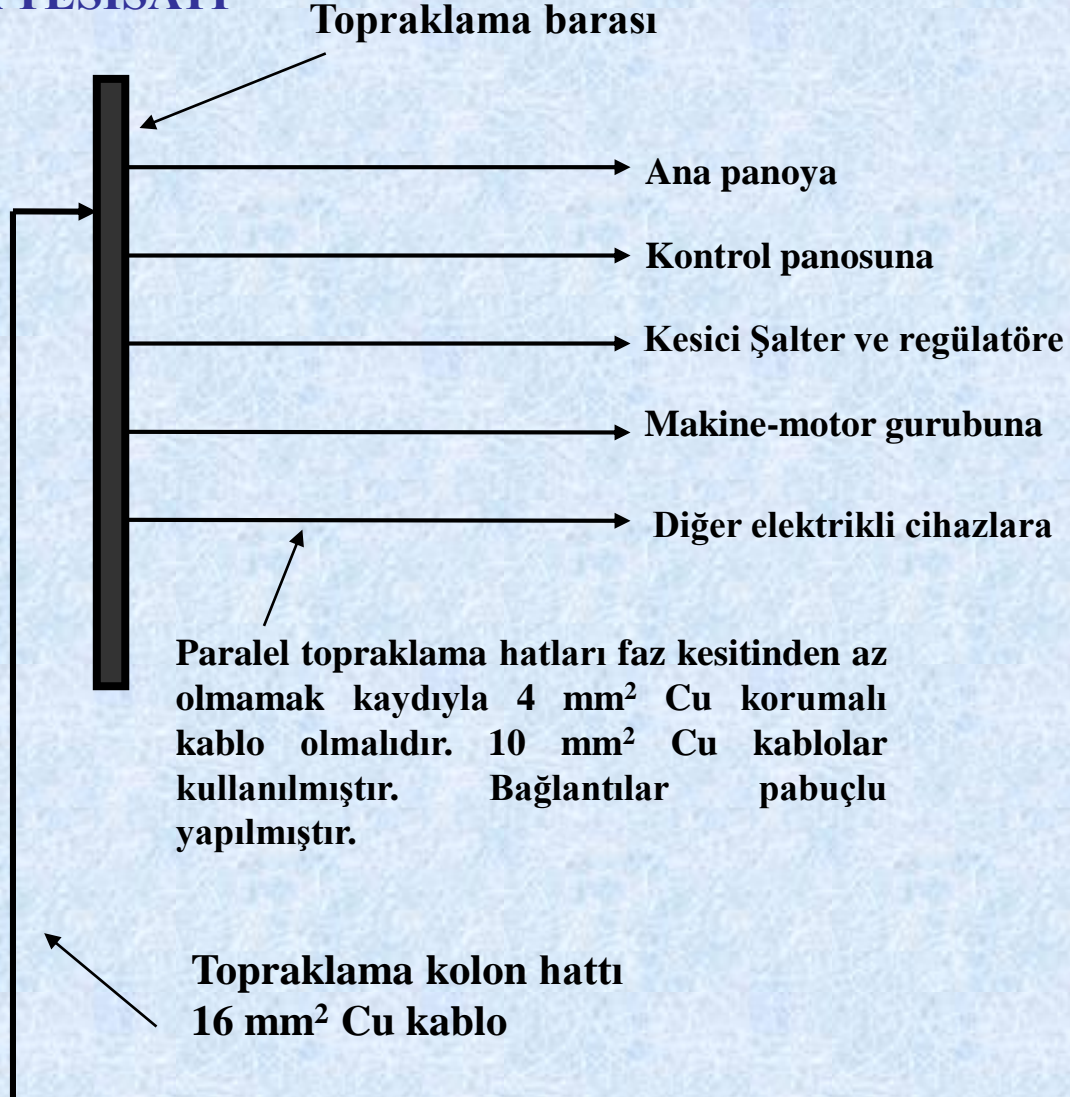 TESİSATI
Topraklama barası
Ana panoya
Kontrol panosuna
Kesici Şalter ve regülatöre
Makine-motor gurubuna
Diğer elektrikli cihazlara
Paralel topraklama hatları faz kesitinden az
olmamak kaydıyla 4 mm² Cu korumalı
kablo olmalıdır. 10 mm² Cu kablolar
kullanılmıştır. Bağlantılar pabuçlu
yapılmıştır.
Topraklama kolon hattı
16 mm² Cu kablo